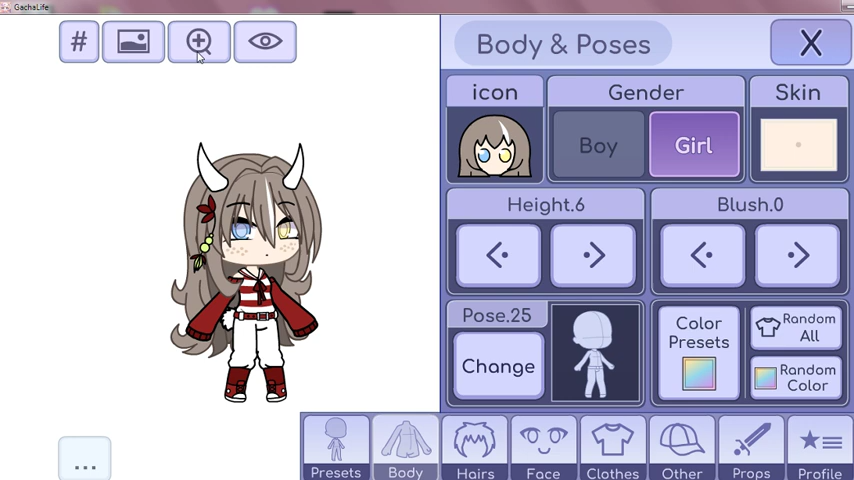 GachaLife
#
Body & Poses
X
icon
Gender
Skin
Boy
Girl
Height.6
Blush.0
Pose.25
Change
Color
Presets
Random
All
Random
Color
...
Presets
Body
Hairs
Face
Clothes
Other
Props
Profile